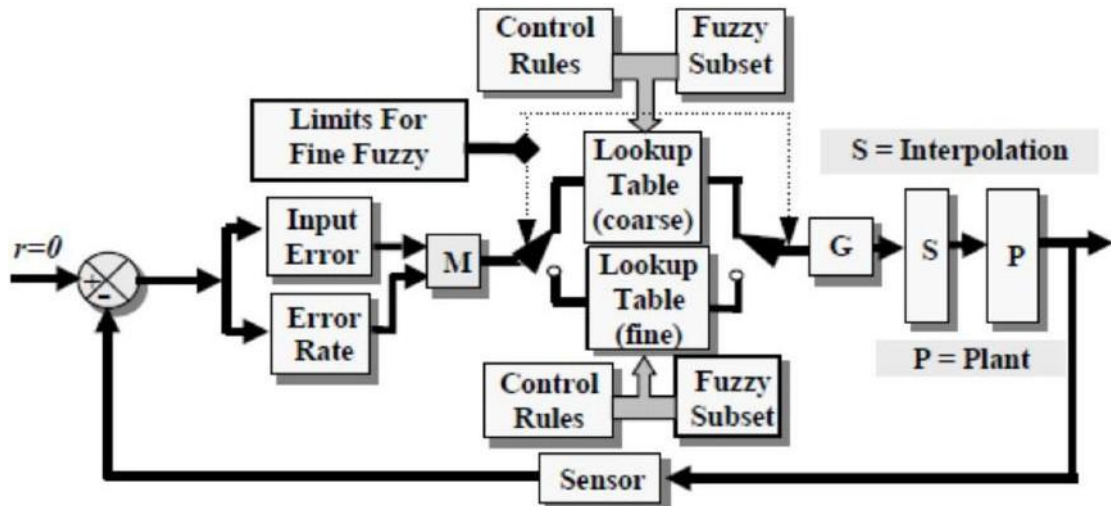 Control
Rules
Fuzzy
Subset
Limits For
Fine Fuzzy
Lookup
Table
(coarse)
S = Interpolation
r=0
+
-
Input
Error
Error
Rate
M
Lookup
Table
(fine)
G
S
P
P = Plant
Control
Rules
Fuzzy
Subset
Sensor